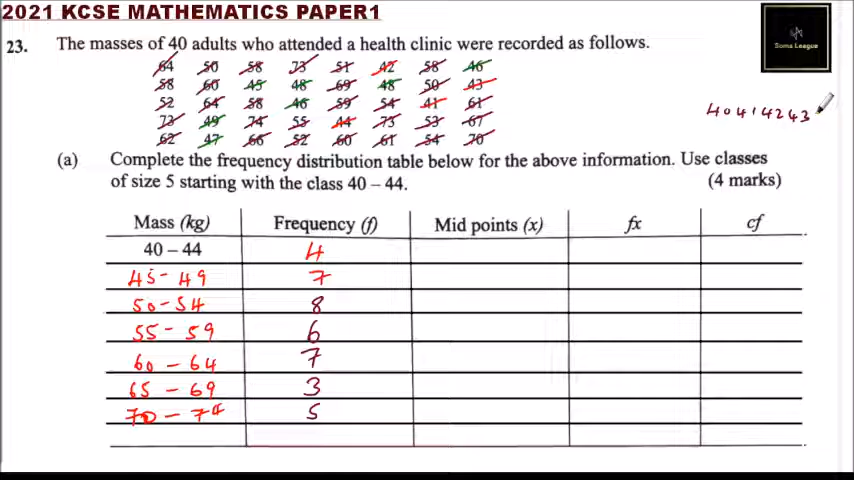 2021 KCSE MATHEMATICS PAPER1
Soma League
23. The masses of 40 adults who attended a health clinic were recorded as follows.
64 50 58 73 51 42 58 46
58 60 45 48 69 48 50 43
52 64 58 46 59 54 41 61
73 49 74 55 44 73 53 67
62 47 66 52 60 61 54 70
40 41 42 43
(a) Complete the frequency distribution table below for the above information. Use classes
of size 5 starting with the class 40 – 44. (4 marks)
Mass (kg) Frequency (f) Mid points (x) fx cf
40 – 44 4
45 - 49 7
50 - 54 8
55 - 59 6
60 - 64 7
65 - 69 3
70 - 74 5